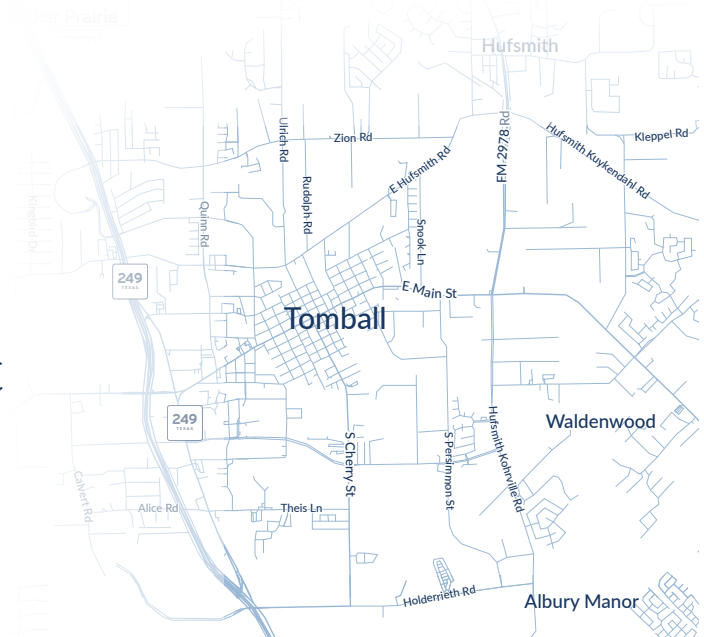 Hufsmith
Ulrich Rd
Zion Rd
FM 2978 Rd
Hufsmith Kuykendahl Rd
Kleppel Rd
E Hufsmith Rd
Rudolph Rd
Quinn Rd
Snook Ln
249
TEXAS
E Main St
Tomball
249
TEXAS
Waldenwood
S Cherry St
S Persimmon St
Hufsmith Kohrville Rd
Calvert Rd
Alice Rd
Theis Ln
Holderrieth Rd
Albury Manor